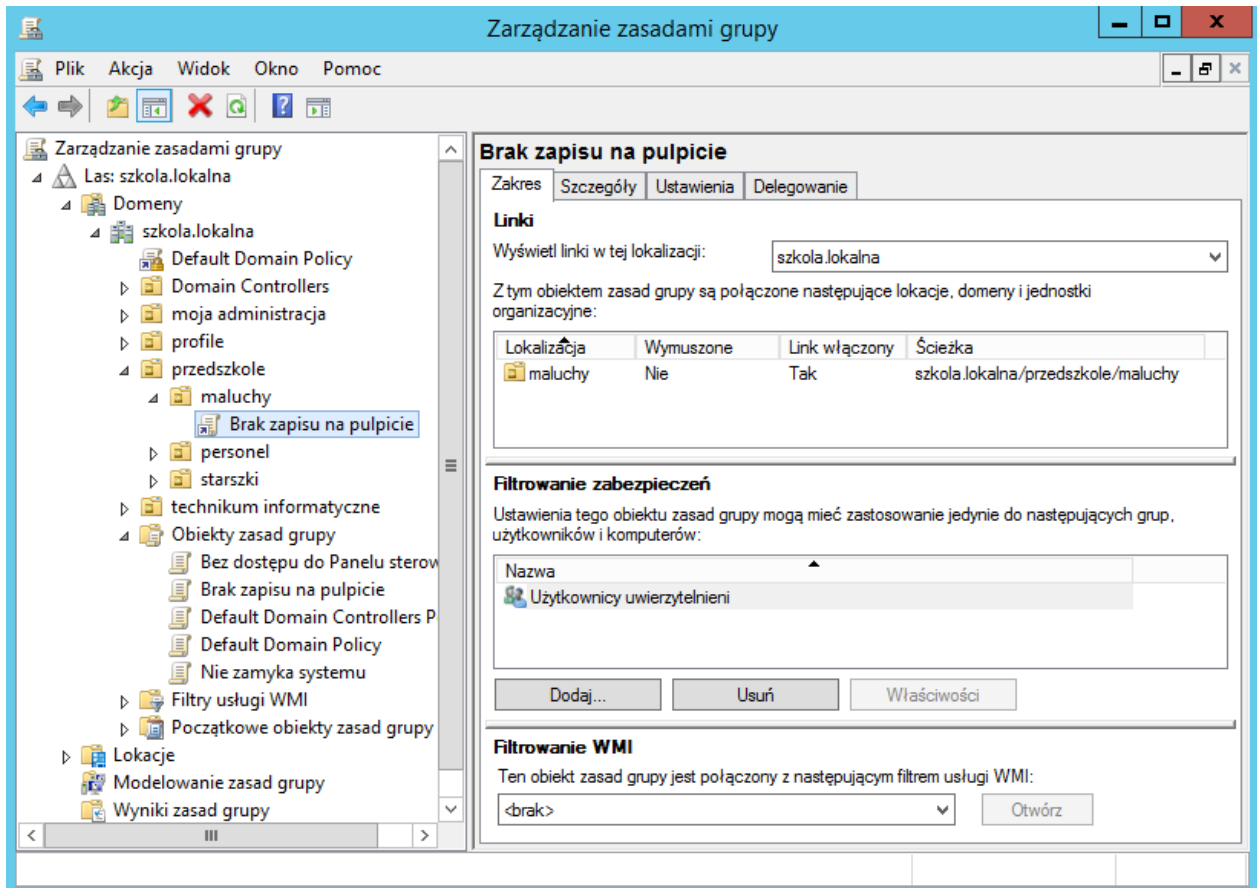 Zarządzanie zasadami grupy
Plik Akcja Widok Okno Pomoc
Zarządzanie zasadami grupy
Las: szkola.lokalna
Domeny
szkola.lokalna
Default Domain Policy
Domain Controllers
moja administracja
profile
przedszkole
maluchy
Brak zapisu na pulpicie
personel
starszki
technikum informatyczne
Obiekty zasad grupy
Bez dostępu do Panelu sterow
Brak zapisu na pulpicie
Default Domain Controllers P
Default Domain Policy
Nie zamyka systemu
Filtry usługi WMI
Początkowe obiekty zasad grupy
Lokacje
Modelowanie zasad grupy
Wyniki zasad grupy
Brak zapisu na pulpicie
Zakres Szczegóły Ustawienia Delegowanie
Linki
Wyświetl linki w tej lokalizacji: szkola.lokalna
Z tym obiektem zasad grupy są połączone następujące lokacje, domeny i jednostki
organizacyjne:
Lokalizacja Wymuszone Link włączony Ścieżka
maluchy Nie Tak szkola.lokalna/przedszkole/maluchy
Filtrowanie zabezpieczeń
Ustawienia tego obiektu zasad grupy mogą mieć zastosowanie jedynie do następujących grup,
użytkowników i komputerów:
Nazwa
Użytkownicy uwierzytelnieni
Dodaj... Usuń Właściwości
Filtrowanie WMI
Ten obiekt zasad grupy jest połączony z następującym filtrem usługi WMI:
<brak> Otwórz